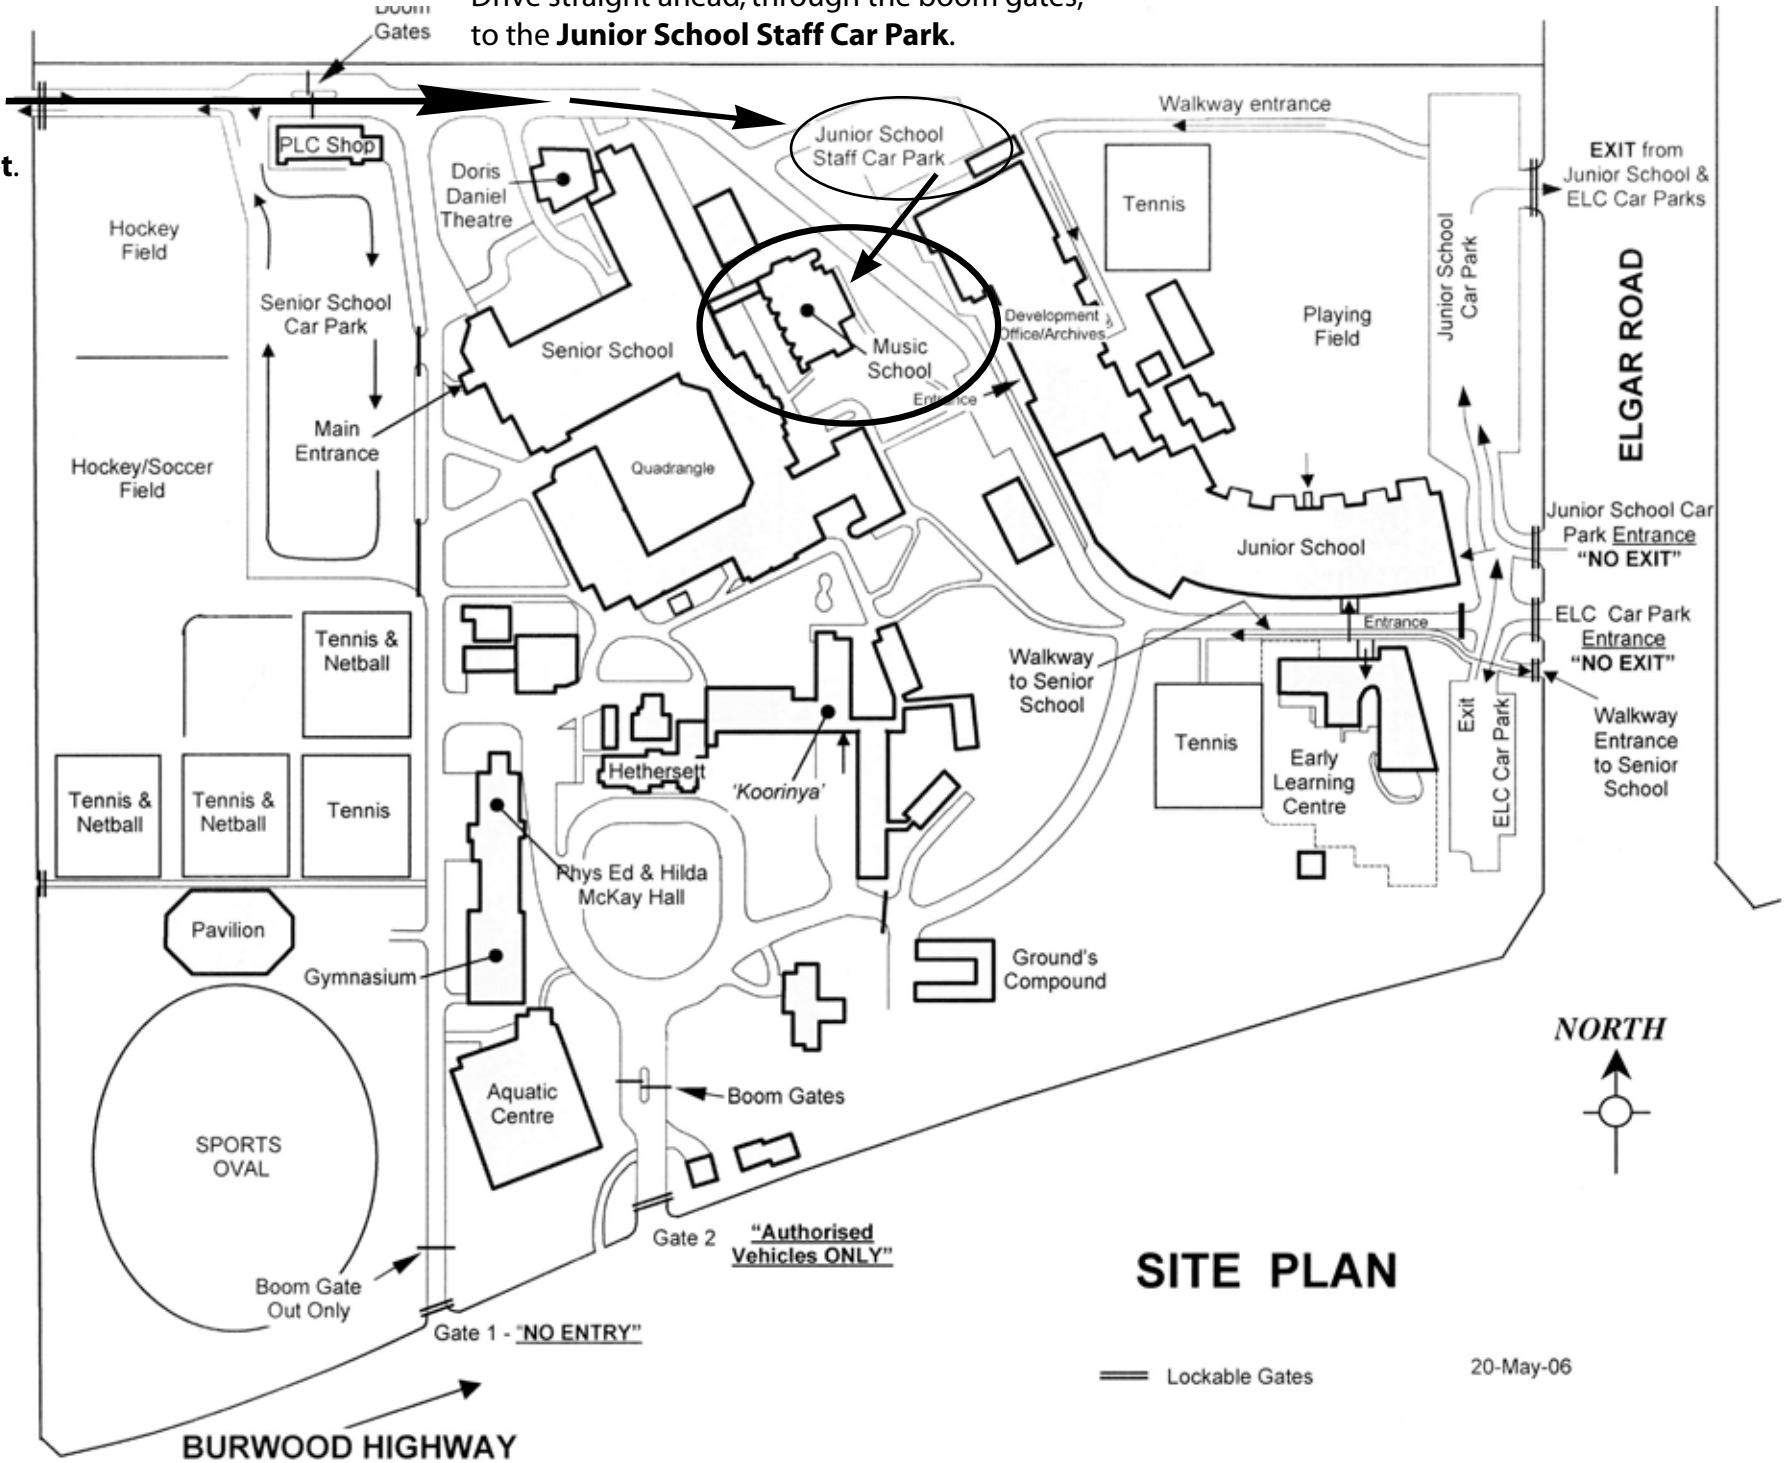 Drive straight ahead, through the boom gates,
to the Junior School Staff Car Park.
Boom
Gates
t.
PLC Shop
Junior School
Staff Car Park
Walkway entrance
EXIT from
Junior School &
ELC Car Parks
Doris
Daniel
Theatre
Tennis
Hockey
Field
Senior School
Car Park
Junior School
Car Park
ELGAR ROAD
Development
Office/Archives
Playing
Field
Senior School
Music
School
Entrance
Main
Entrance
Hockey/Soccer
Field
Quadrangle
Junior School
Junior School Car
Park Entrance
“NO EXIT”
ELC Car Park
Entrance
“NO EXIT”
Entrance
Tennis &
Netball
Walkway
to Senior
School
Walkway
Entrance
to Senior
School
Exit
ELC Car Park
Tennis
Early
Learning
Centre
Hethersett
‘Koorinya’
Tennis &
Netball
Tennis &
Netball
Tennis
Phys Ed & Hilda
McKay Hall
Pavilion
Gymnasium
Ground's
Compound
NORTH
Aquatic
Centre
Boom Gates
SPORTS
OVAL
Gate 2
“Authorised
Vehicles ONLY”
SITE PLAN
Boom Gate
Out Only
Gate 1 - “NO ENTRY”
Lockable Gates
20-May-06
BURWOOD HIGHWAY